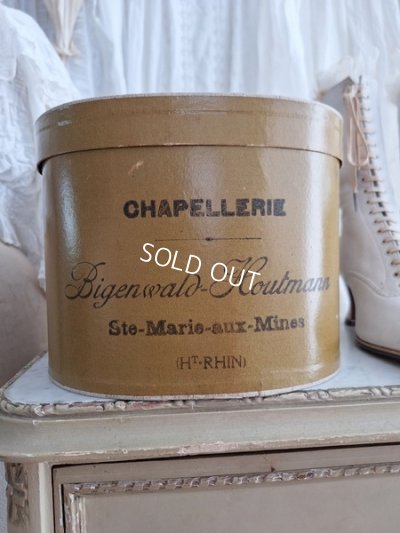 CHAPELLERIE
Bigenwald-Houtmann
SOLD OUT
Ste-Marie-aux-Mines
(HT-RHIN)